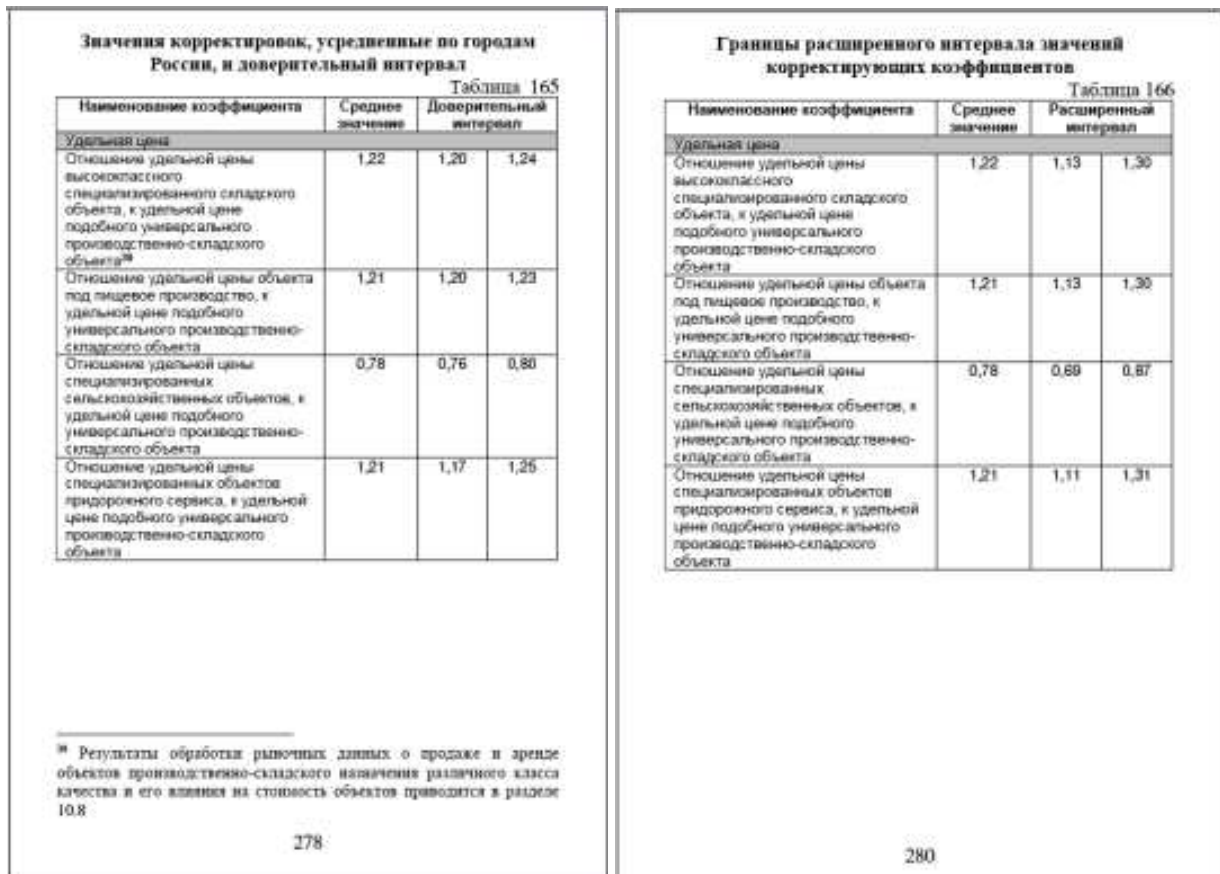 Значения корректировок, усредненные по городам
России, и доверительный интервал
Таблица 165
Наименование коэффициента Среднее значение Доверительный интервал
Удельная цена
Отношение удельной цены 1,22 1,20 1,24
высококлассного
специализированного складского
объекта, к удельной цене
подобного универсального
производственно-складского
объекта³⁸
Отношение удельной цены объекта 1,21 1,20 1,23
под пищевое производство, к
удельной цене подобного
универсального производственно-
складского объекта
Отношение удельной цены 0,78 0,76 0,80
специализированных
сельскохозяйственных объектов, к
удельной цене подобного
универсального производственно-
складского объекта
Отношение удельной цены 1,21 1,17 1,25
специализированных объектов
придорожного сервиса, к удельной
цене подобного универсального
производственно-складского
объекта
³⁸ Результаты обработки рыночных данных о продаже и аренде
объектов производственно-складского назначения различного класса
качества и его влияния на стоимость объектов приводится в разделе
10.8
278
Границы расширенного интервала значений
корректирующих коэффициентов
Таблица 166
Наименование коэффициента Среднее значение Расширенный интервал
Удельная цена
Отношение удельной цены 1,22 1,13 1,30
высококлассного
специализированного складского
объекта, к удельной цене
подобного универсального
производственно-складского
объекта
Отношение удельной цены объекта 1,21 1,13 1,30
под пищевое производство, к
удельной цене подобного
универсального производственно-
складского объекта
Отношение удельной цены 0,78 0,69 0,87
специализированных
сельскохозяйственных объектов, к
удельной цене подобного
универсального производственно-
складского объекта
Отношение удельной цены 1,21 1,11 1,31
специализированных объектов
придорожного сервиса, к удельной
цене подобного универсального
производственно-складского
объекта
280